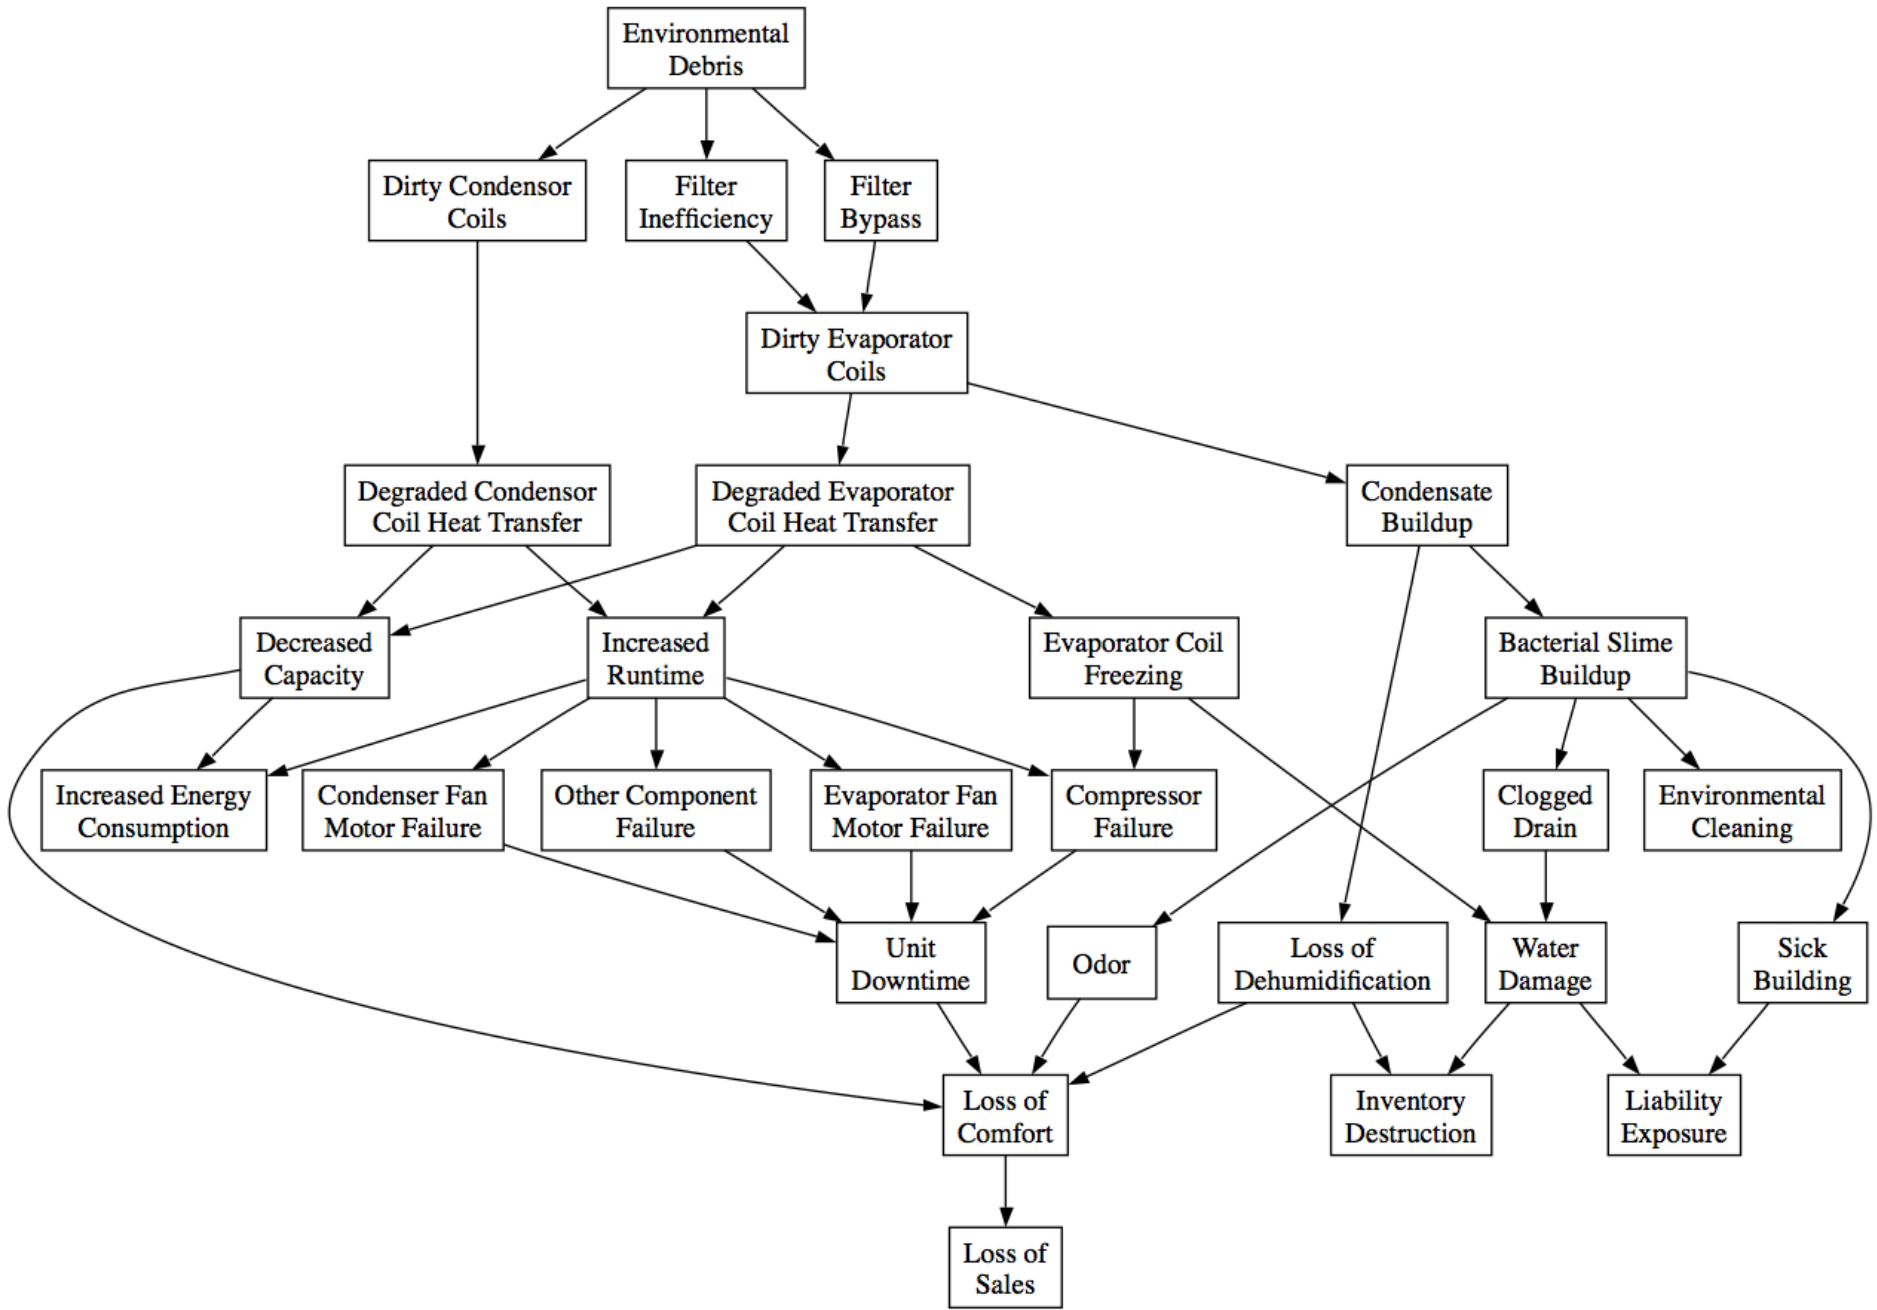 Environmental
Debris
Dirty Condensor
Coils
Filter
Inefficiency
Filter
Bypass
Dirty Evaporator
Coils
Degraded Condensor
Coil Heat Transfer
Degraded Evaporator
Coil Heat Transfer
Condensate
Buildup
Decreased
Capacity
Increased
Runtime
Evaporator Coil
Freezing
Bacterial Slime
Buildup
Increased Energy
Consumption
Condenser Fan
Motor Failure
Other Component
Failure
Evaporator Fan
Motor Failure
Compressor
Failure
Clogged
Drain
Environmental
Cleaning
Unit
Downtime
Odor
Loss of
Dehumidification
Water
Damage
Sick
Building
Loss of
Comfort
Inventory
Destruction
Liability
Exposure
Loss of
Sales